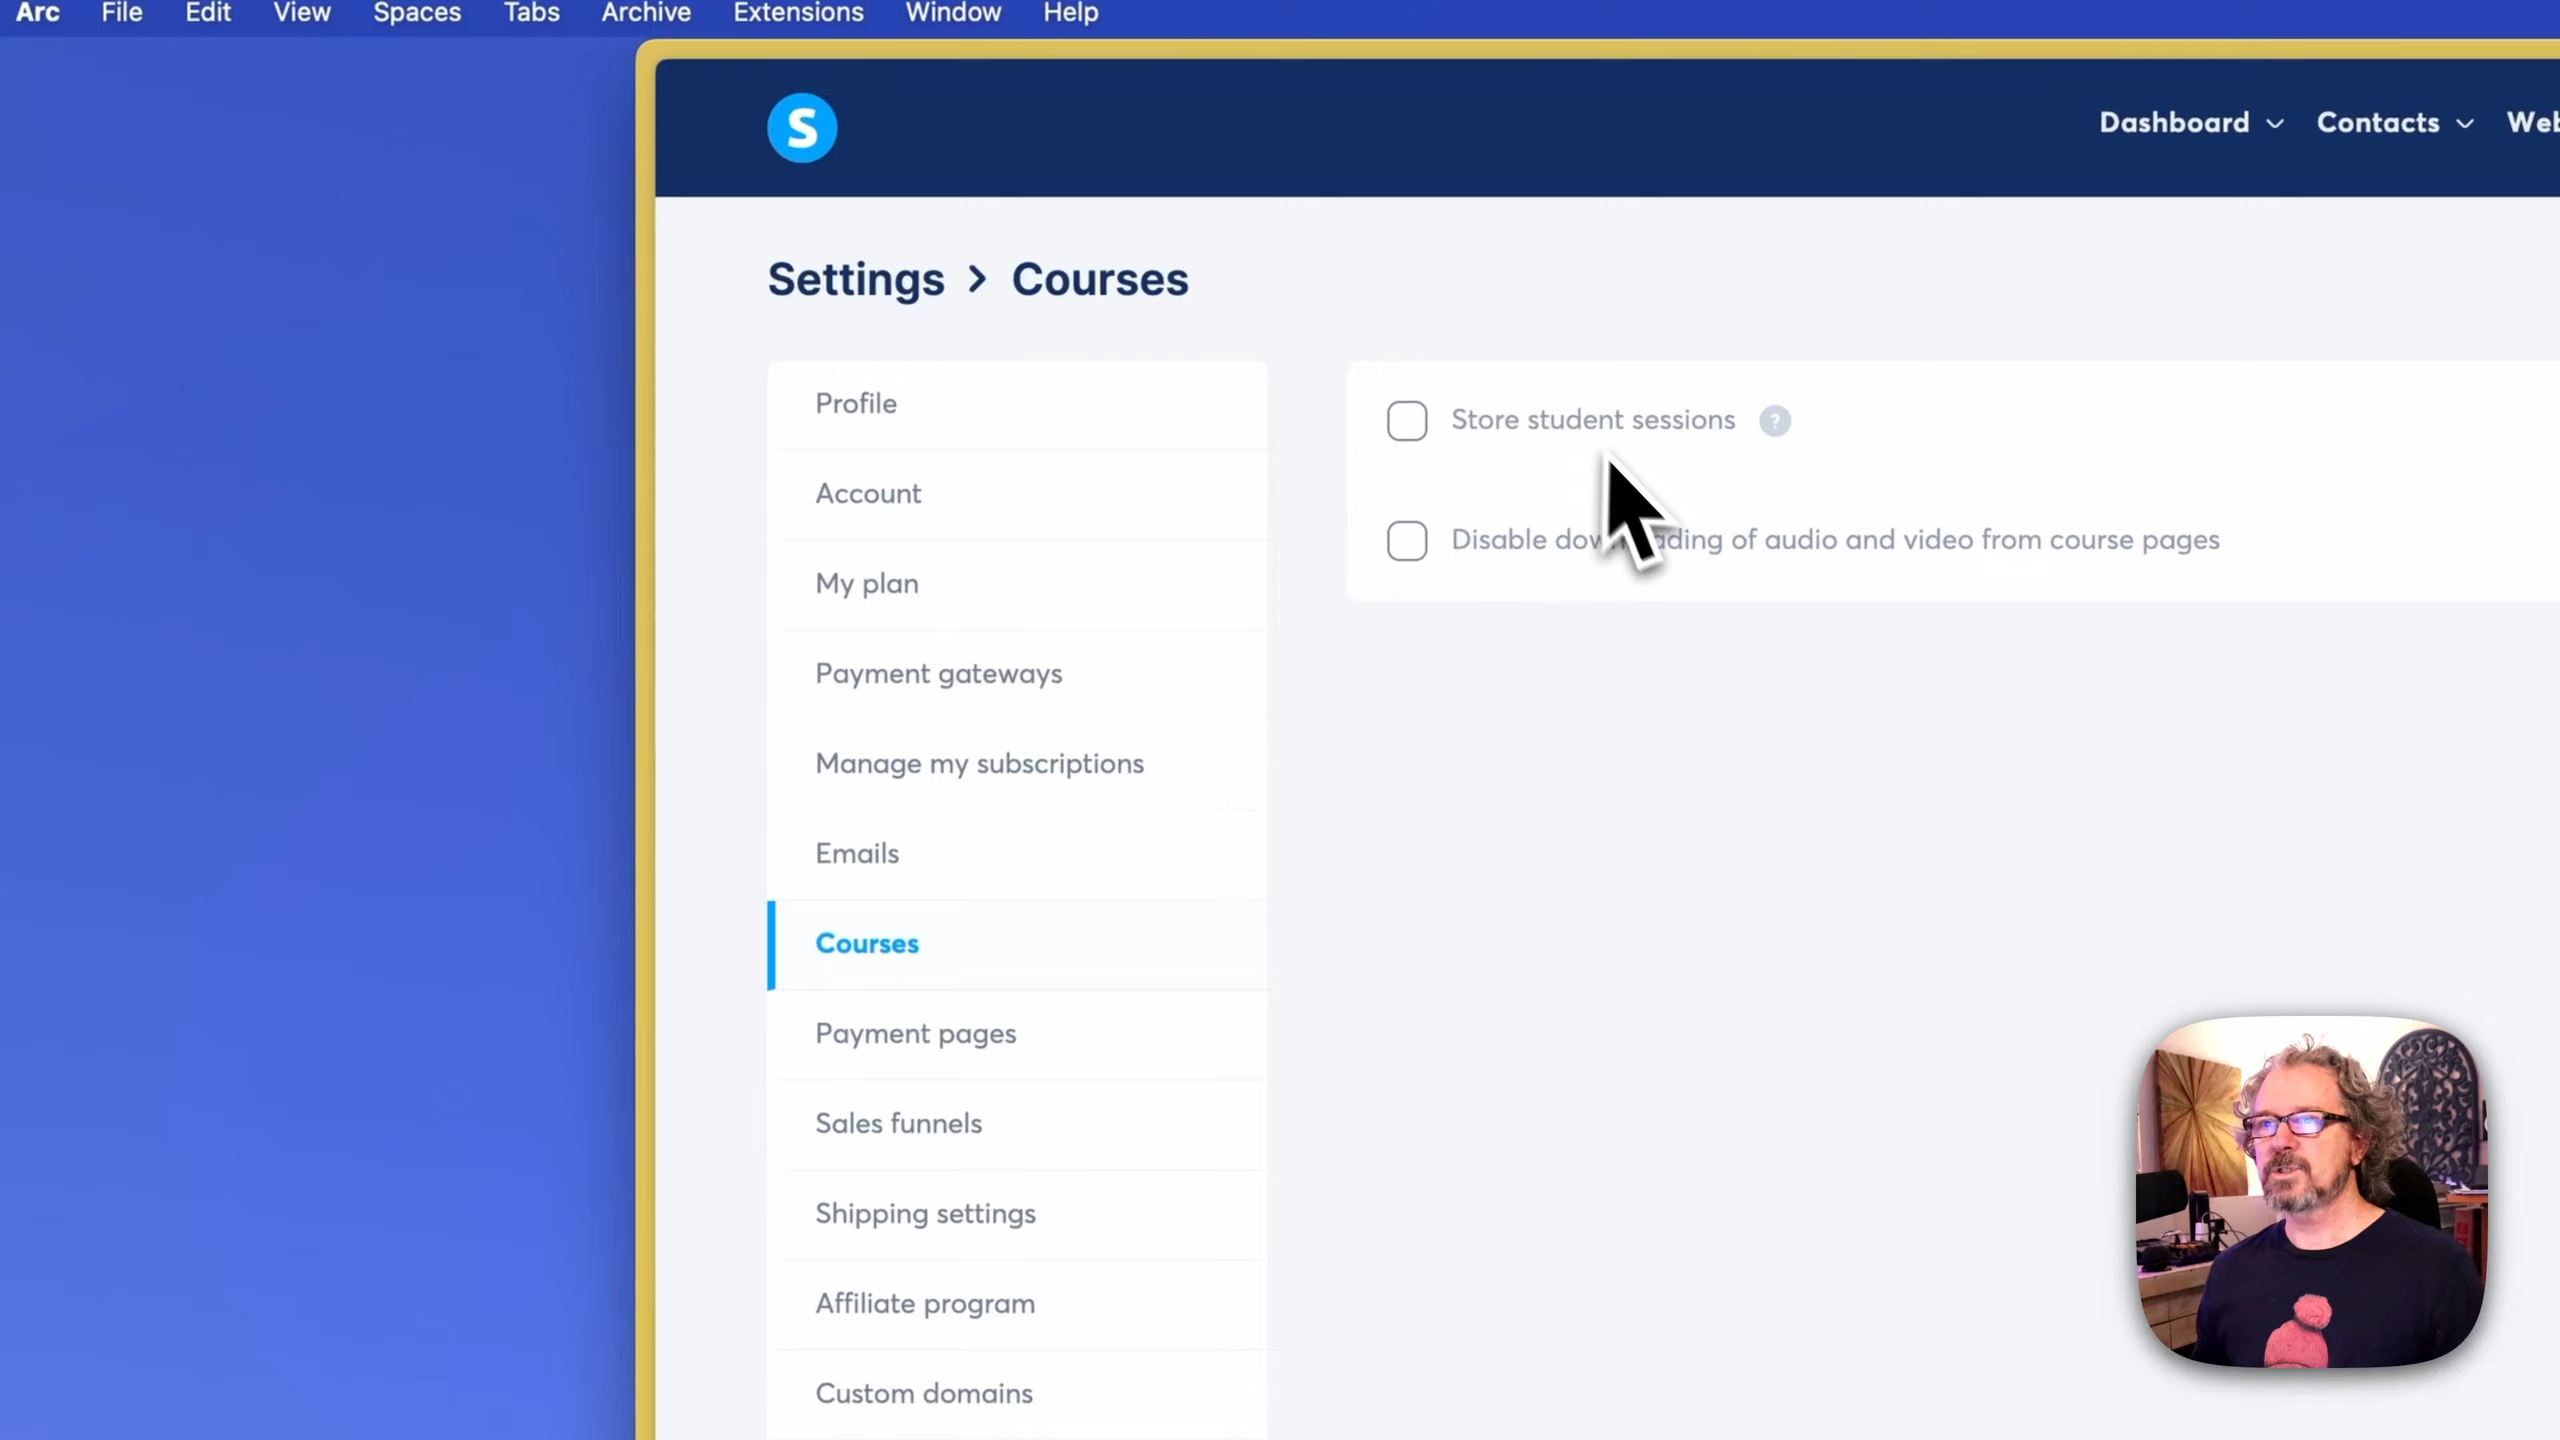 Arc File Edit View Spaces Tabs Archive Extensions Window Help
S
Dashboard Contacts Web
Settings > Courses
Profile
Store student sessions ?
Account
Disable downloading of audio and video from course pages
My plan
Payment gateways
Manage my subscriptions
Emails
Courses
Payment pages
Sales funnels
Shipping settings
Affiliate program
Custom domains